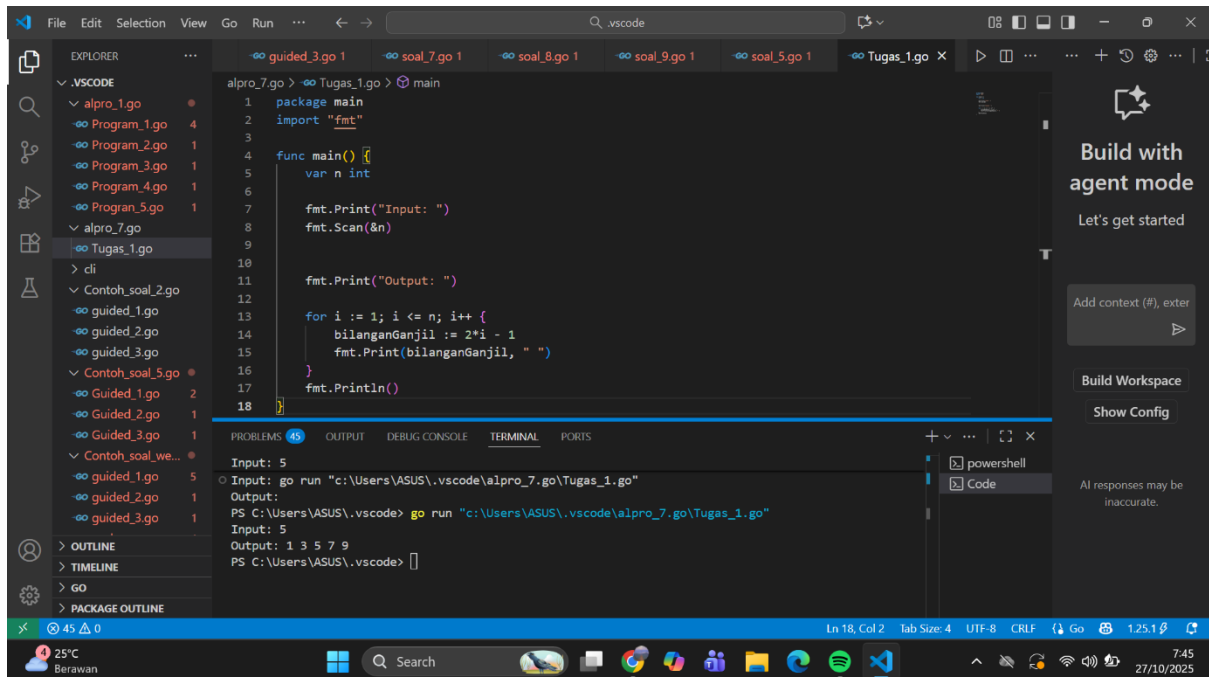 File Edit Selection View Go Run ··· ← → .vscode
EXPLORER ···
.VSCODE
alpro_1.go
Program_1.go 4
Program_2.go 1
Program_3.go 1
Program_4.go 1
Progran_5.go 1
alpro_7.go
Tugas_1.go
cli
Contoh_soal_2.go
guided_1.go
guided_2.go
guided_3.go
Contoh_soal_5.go
Guided_1.go 2
Guided_2.go 1
Guided_3.go 1
Contoh_soal_we...
guided_1.go 5
guided_2.go 1
guided_3.go 1
OUTLINE
TIMELINE
GO
PACKAGE OUTLINE
guided_3.go 1 soal_7.go 1 soal_8.go 1 soal_9.go 1 soal_5.go 1 Tugas_1.go ×
alpro_7.go > Tugas_1.go > main
1 package main
2 import "fmt"
3
4 func main() {
5 var n int
6
7 fmt.Print("Input: ")
8 fmt.Scan(&n)
9
10
11 fmt.Print("Output: ")
12
13 for i := 1; i <= n; i++ {
14 bilanganGanjil := 2*i - 1
15 fmt.Print(bilanganGanjil, " ")
16 }
17 fmt.Println()
18 }
PROBLEMS 45 OUTPUT DEBUG CONSOLE TERMINAL PORTS
Input: 5
Input: go run "c:\Users\ASUS\.vscode\alpro_7.go\Tugas_1.go"
Output:
PS C:\Users\ASUS\.vscode> go run "c:\Users\ASUS\.vscode\alpro_7.go\Tugas_1.go"
Input: 5
Output: 1 3 5 7 9
PS C:\Users\ASUS\.vscode>
powershell
Code
Build with
agent mode
Let's get started
Add context (#), exter
Build Workspace
Show Config
AI responses may be
inaccurate.
45 0 Ln 18, Col 2 Tab Size: 4 UTF-8 CRLF Go 1.25.1
4 25°C
Berawan
Search
7:45
27/10/2025